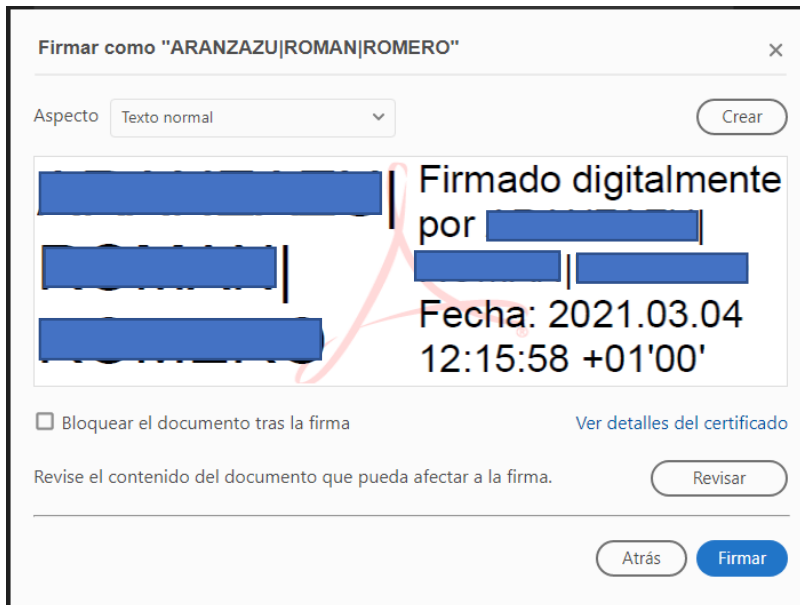 Firmar como "ARANZAZU|ROMAN|ROMERO"
Aspecto Texto normal Crear
|
|
Firmado digitalmente
por |
|
Fecha: 2021.03.04
12:15:58 +01'00'
Bloquear el documento tras la firma Ver detalles del certificado
Revise el contenido del documento que pueda afectar a la firma. Revisar
Atrás Firmar